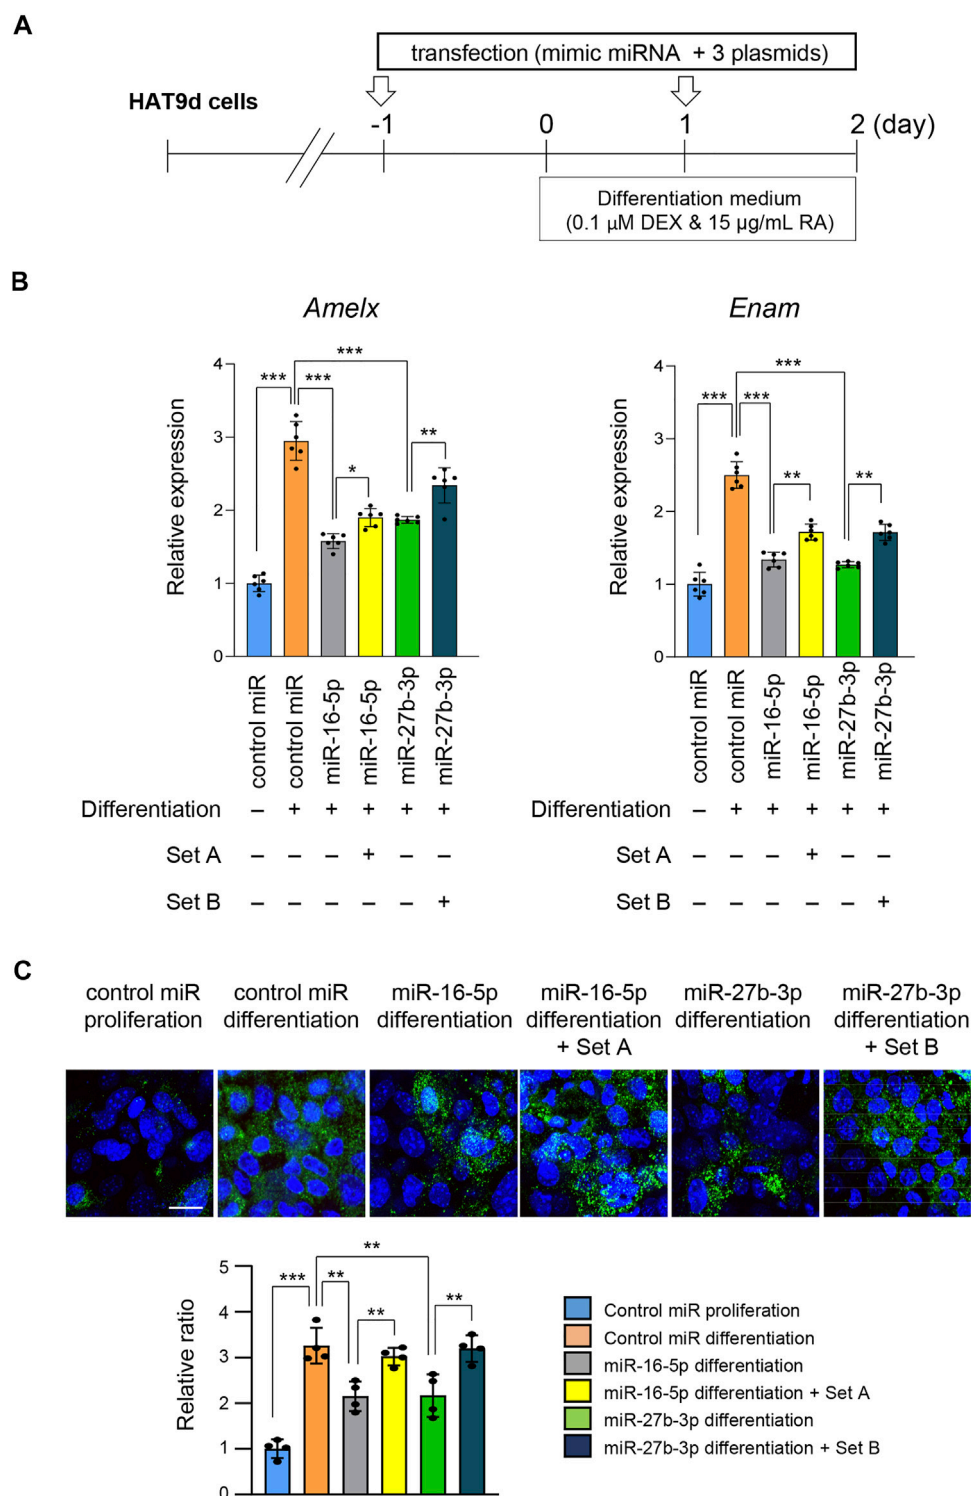 A
transfection (mimic miRNA + 3 plasmids)
HAT9d cells
-1 0 1 2 (day)
Differentiation medium
(0.1 µM DEX & 15 µg/mL RA)
B
Amelx
Relative expression
4
3
2
1
0
*** *** *** * **
control miR
control miR
miR-16-5p
miR-16-5p
miR-27b-3p
miR-27b-3p
Differentiation – + + + + +
Set A – – – + – –
Set B – – – – – +
Enam
Relative expression
4
3
2
1
0
*** *** *** ** **
control miR
control miR
miR-16-5p
miR-16-5p
miR-27b-3p
miR-27b-3p
Differentiation – + + + + +
Set A – – – + – –
Set B – – – – – +
C
control miR
proliferation
control miR
differentiation
miR-16-5p
differentiation
miR-16-5p
differentiation
+ Set A
miR-27b-3p
differentiation
miR-27b-3p
differentiation
+ Set B
Relative ratio
5
4
3
2
1
0
*** ** ** ** **
Control miR proliferation
Control miR differentiation
miR-16-5p differentiation
miR-16-5p differentiation + Set A
miR-27b-3p differentiation
miR-27b-3p differentiation + Set B